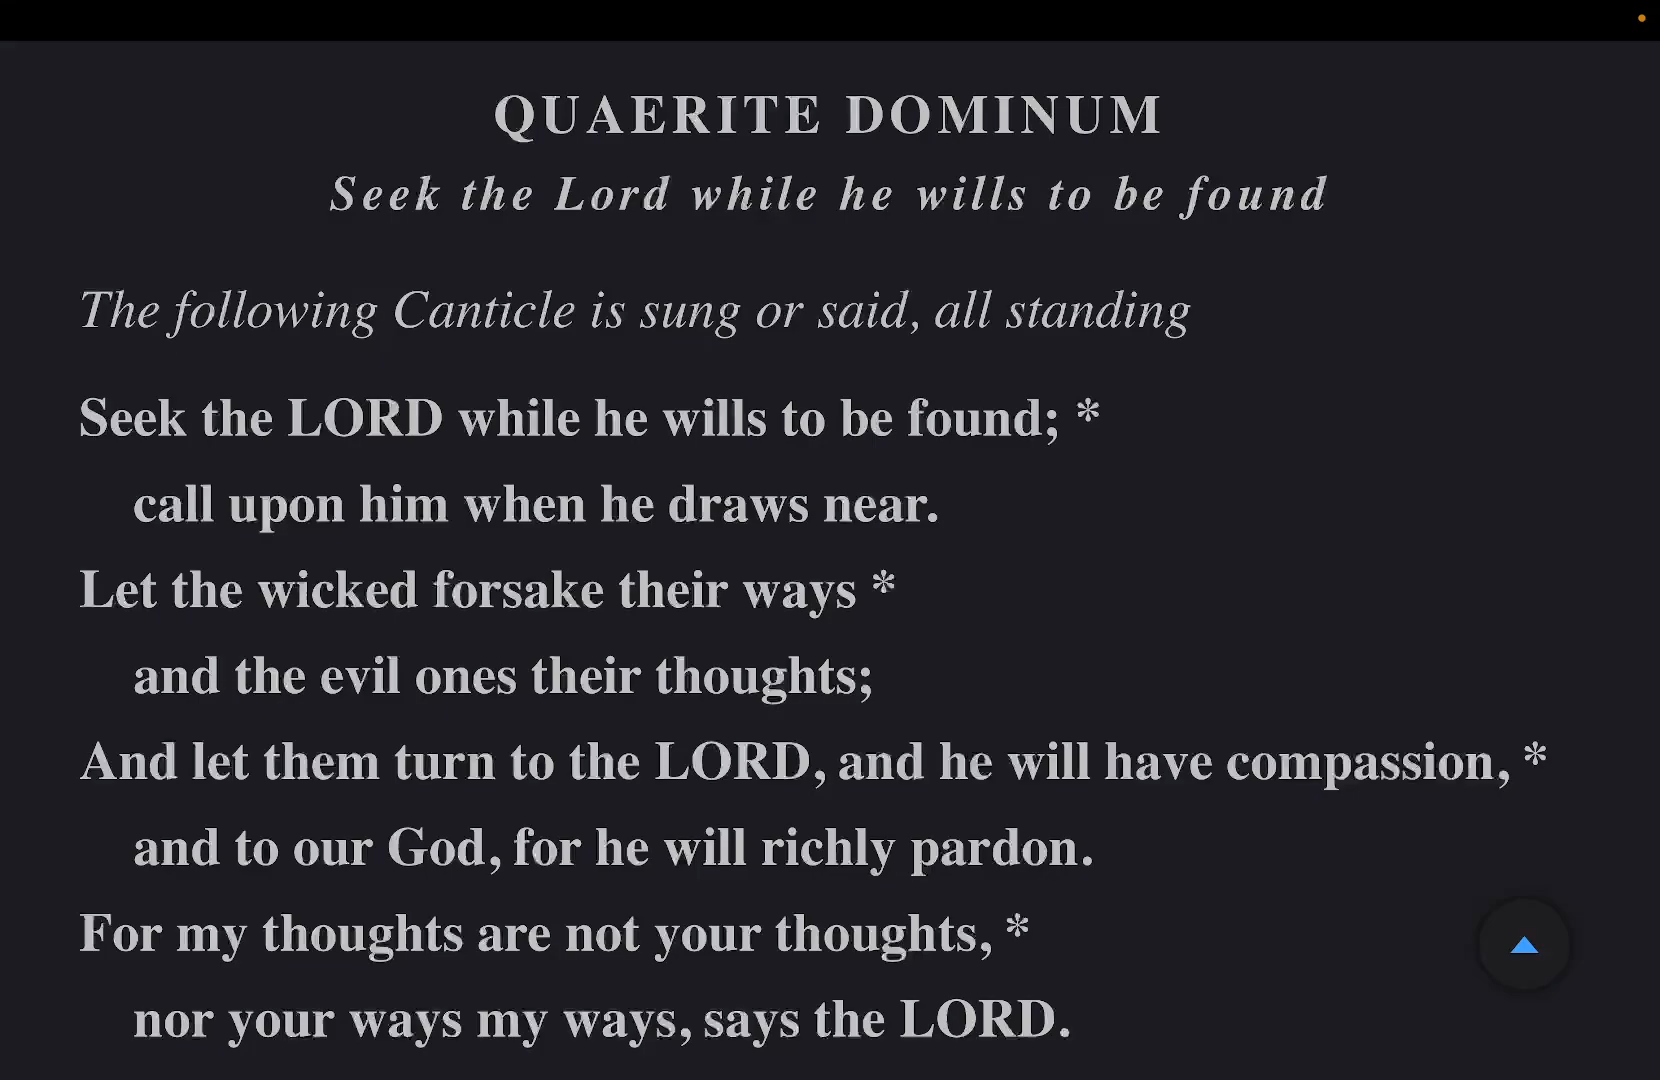 QUAERITE DOMINUM
Seek the Lord while he wills to be found
The following Canticle is sung or said, all standing
Seek the LORD while he wills to be found; *
call upon him when he draws near.
Let the wicked forsake their ways *
and the evil ones their thoughts;
And let them turn to the LORD, and he will have compassion, *
and to our God, for he will richly pardon.
For my thoughts are not your thoughts, *
nor your ways my ways, says the LORD.